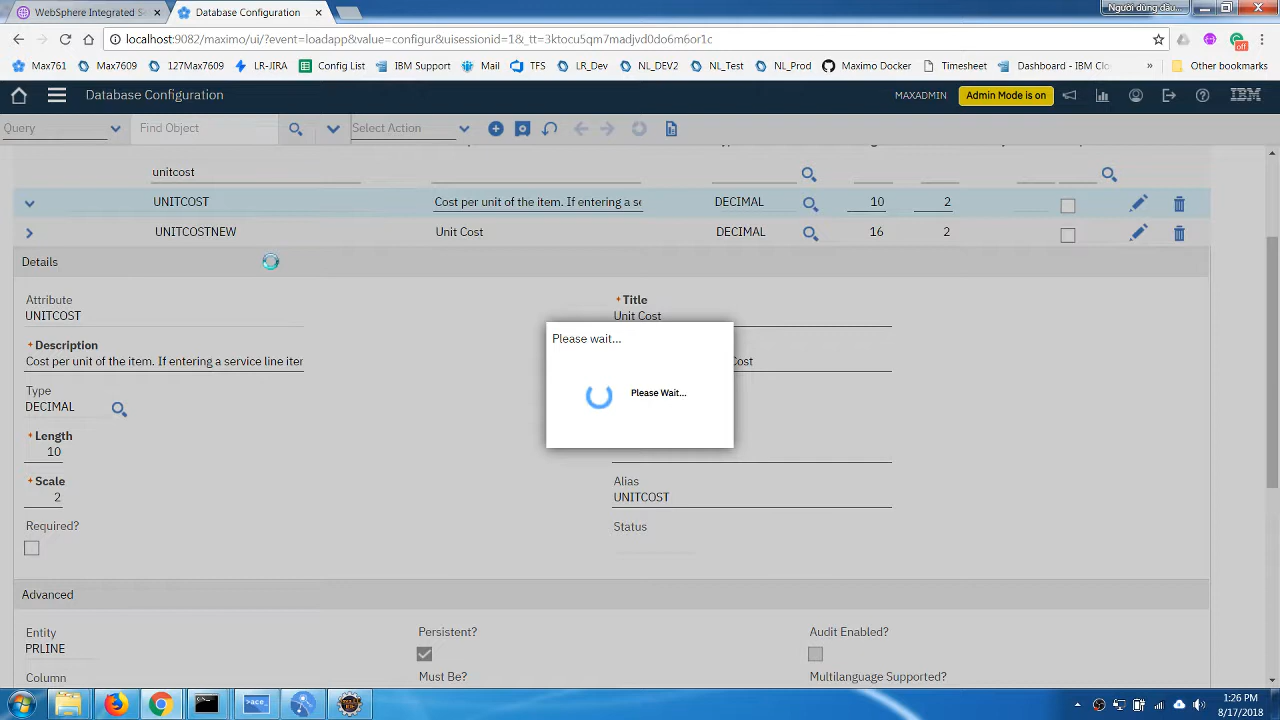 WebSphere Integrated S
Database Configuration
Người dùng đầu...
localhost:9082/maximo/ui/?event=loadapp&value=configur&uisessionid=1&_tt=3ktocu5qm7madjvd0do6m6or1c
off
Max761 Max7609 127Max7609 LR-JIRA Config List IBM Support Mail TFS LR_Dev NL_DEV2 NL_Test NL_Prod Maximo Docker Timesheet Dashboard - IBM Clo » Other bookmarks
Database Configuration MAXADMIN Admin Mode is on IBM
Query Find Object Select Action
unitcost
UNITCOST Cost per unit of the item. If entering a se DECIMAL 10 2
UNITCOSTNEW Unit Cost DECIMAL 16 2
Details
Attribute
UNITCOST
* Title
Unit Cost
* Description
Cost per unit of the item. If entering a service line iter
Cost
Please wait...
Please Wait...
Type
DECIMAL
* Length
10
* Scale
2
Alias
UNITCOST
Required?
Status
Advanced
Entity
PRLINE
Persistent?
Audit Enabled?
Column
Must Be?
Multilanguage Supported?
1:26 PM
8/17/2018